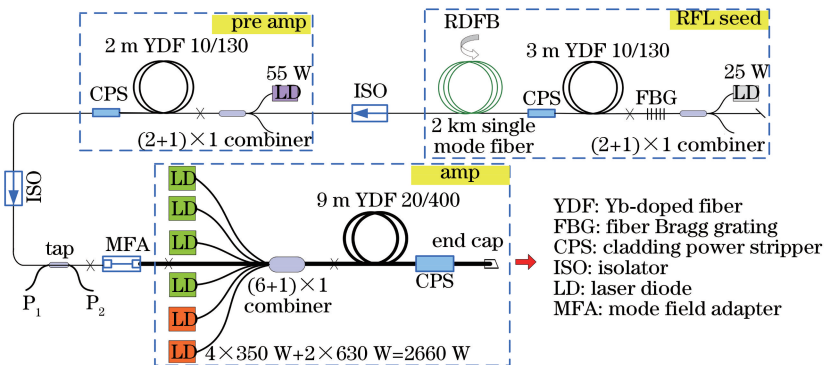 pre amp
2 m YDF 10/130
55 W
CPS
LD
(2+1)×1 combiner
ISO
RFL seed
RDFB
3 m YDF 10/130
25 W
CPS
FBG
LD
2 km single
mode fiber
(2+1)×1 combiner
ISO
amp
LD
LD
LD
LD
LD
LD
9 m YDF 20/400
tap
MFA
end cap
(6+1)×1
combiner
CPS
P1
P2
4×350 W+2×630 W=2660 W
YDF: Yb-doped fiber
FBG: fiber Bragg grating
CPS: cladding power stripper
ISO: isolator
LD: laser diode
MFA: mode field adapter